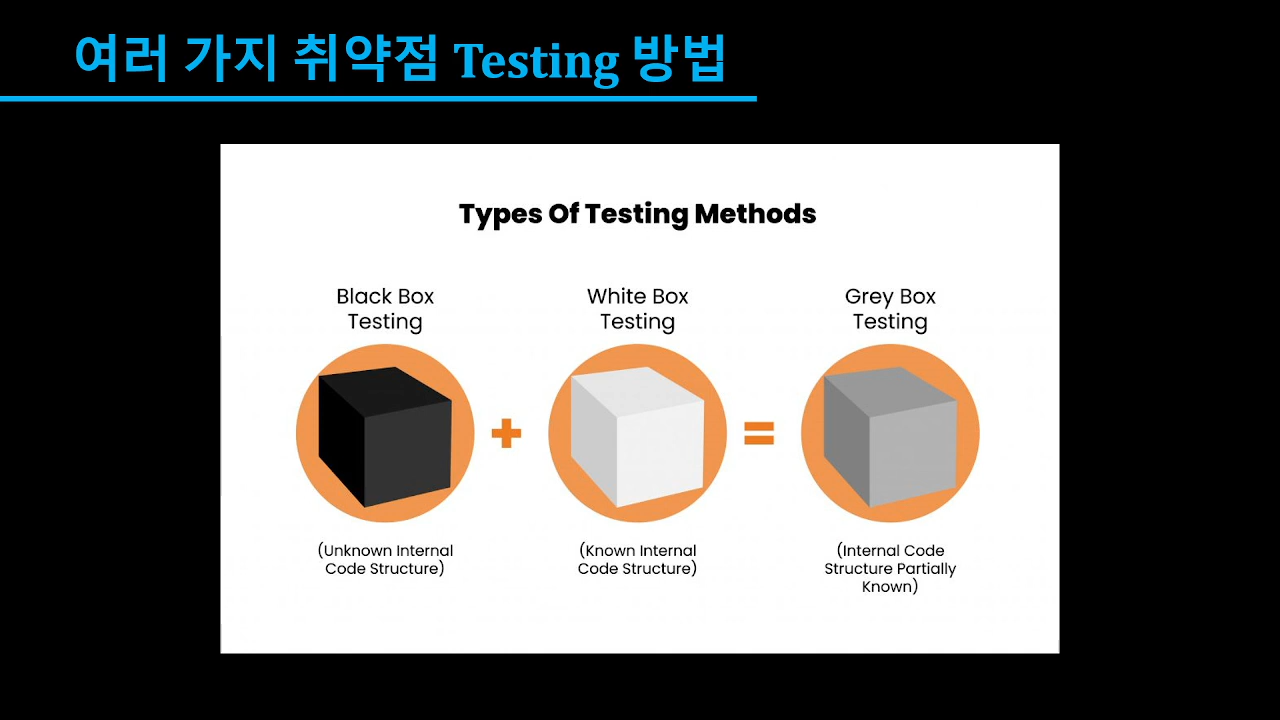 여러 가지 취약점 Testing 방법
Types Of Testing Methods
Black Box
Testing
White Box
Testing
Grey Box
Testing
+
=
(Unknown Internal
Code Structure)
(Known Internal
Code Structure)
(Internal Code
Structure Partially
Known)